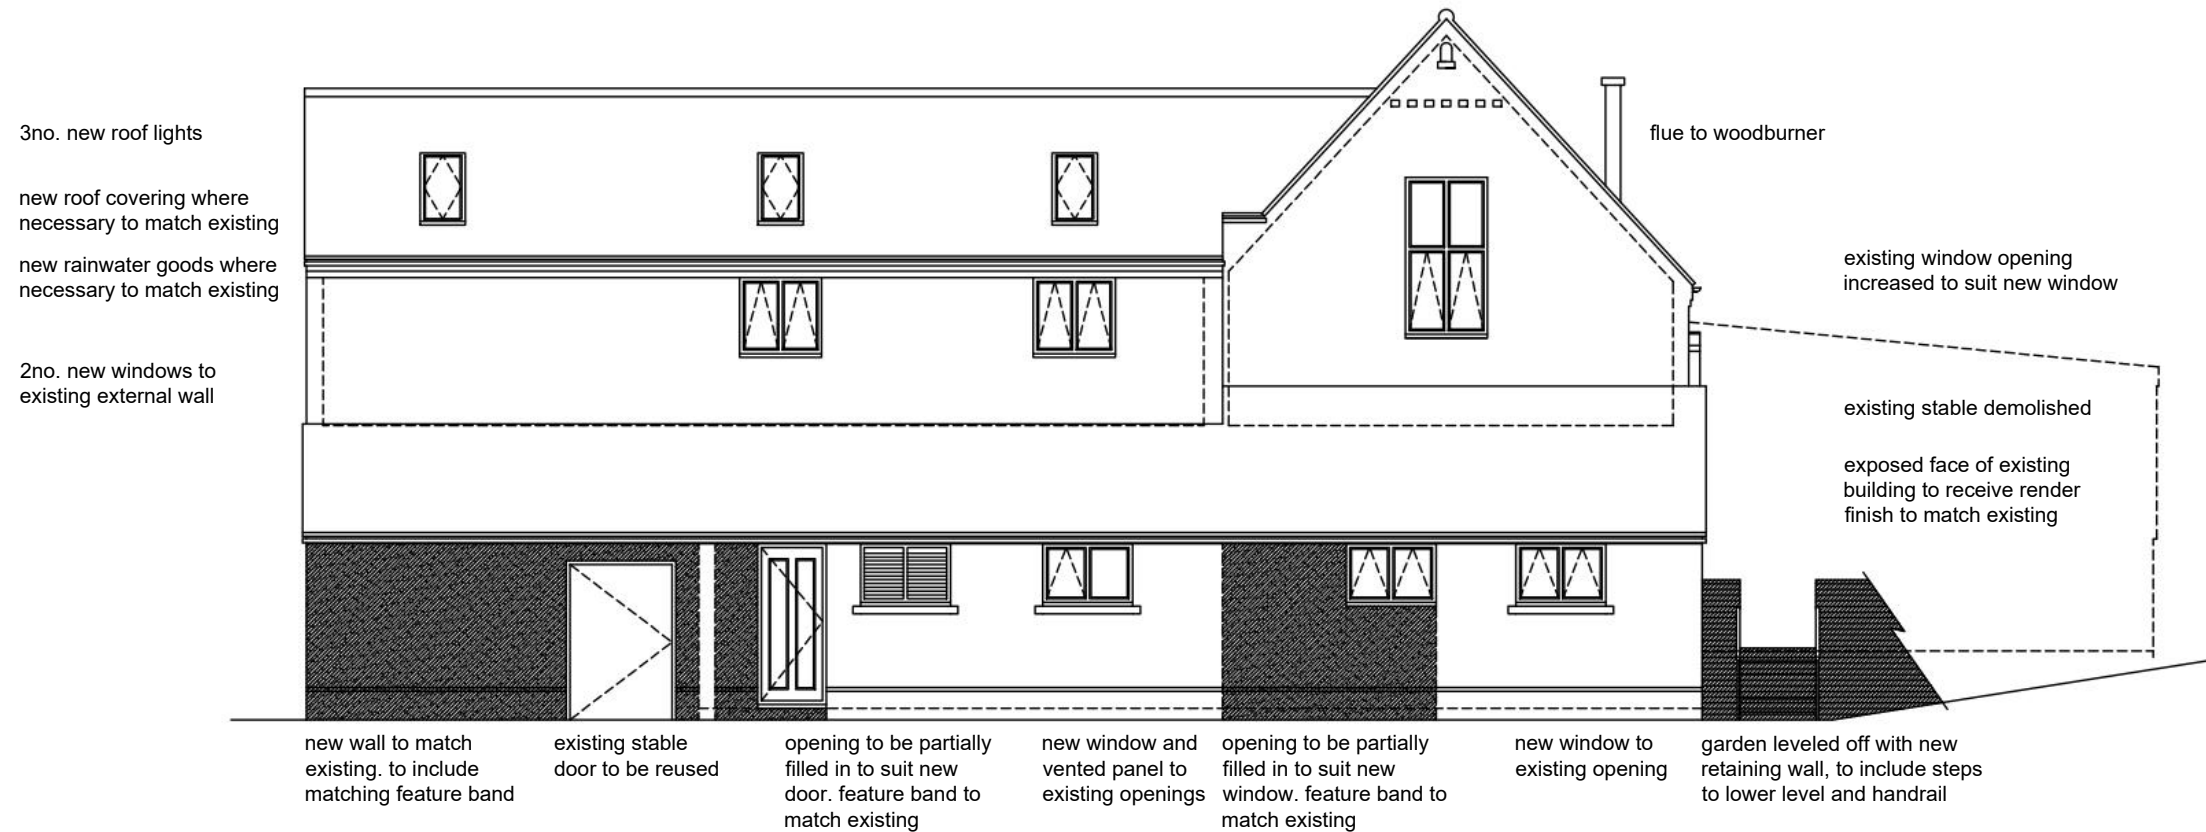 3no. new roof lights
new roof covering where
necessary to match existing
new rainwater goods where
necessary to match existing
2no. new windows to
existing external wall
flue to woodburner
existing window opening
increased to suit new window
existing stable demolished
exposed face of existing
building to receive render
finish to match existing
new wall to match
existing. to include
matching feature band
existing stable
door to be reused
opening to be partially
filled in to suit new
door. feature band to
match existing
new window and
vented panel to
existing openings
opening to be partially
filled in to suit new
window. feature band to
match existing
new window to
existing opening
garden leveled off with new
retaining wall, to include steps
to lower level and handrail